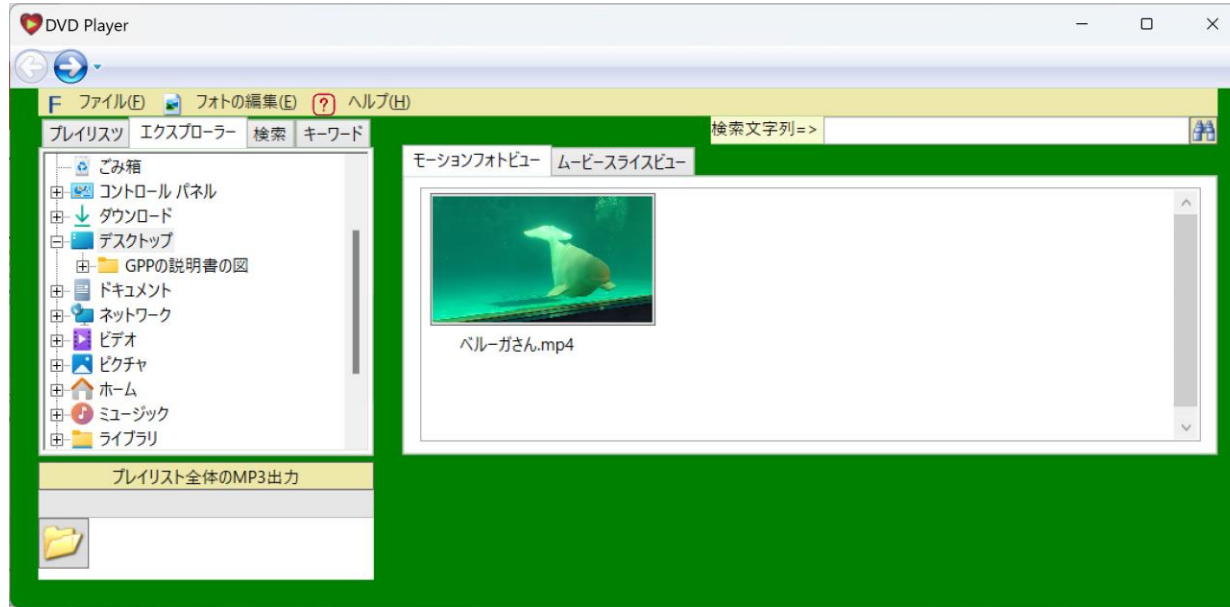 DVD Player
F ファイル(F) フォトの編集(E) ? ヘルプ(H)
プレイリスツ エクスプローラー 検索 キーワード
検索文字列=>
モーションフォトビュー ムービースライスビュー
ごみ箱
コントロール パネル
ダウンロード
デスクトップ
GPPの説明書の図
ドキュメント
ネットワーク
ビデオ
ピクチャ
ホーム
ミュージック
ライブラリ
ベルーガさん.mp4
プレイリスト全体のMP3出力